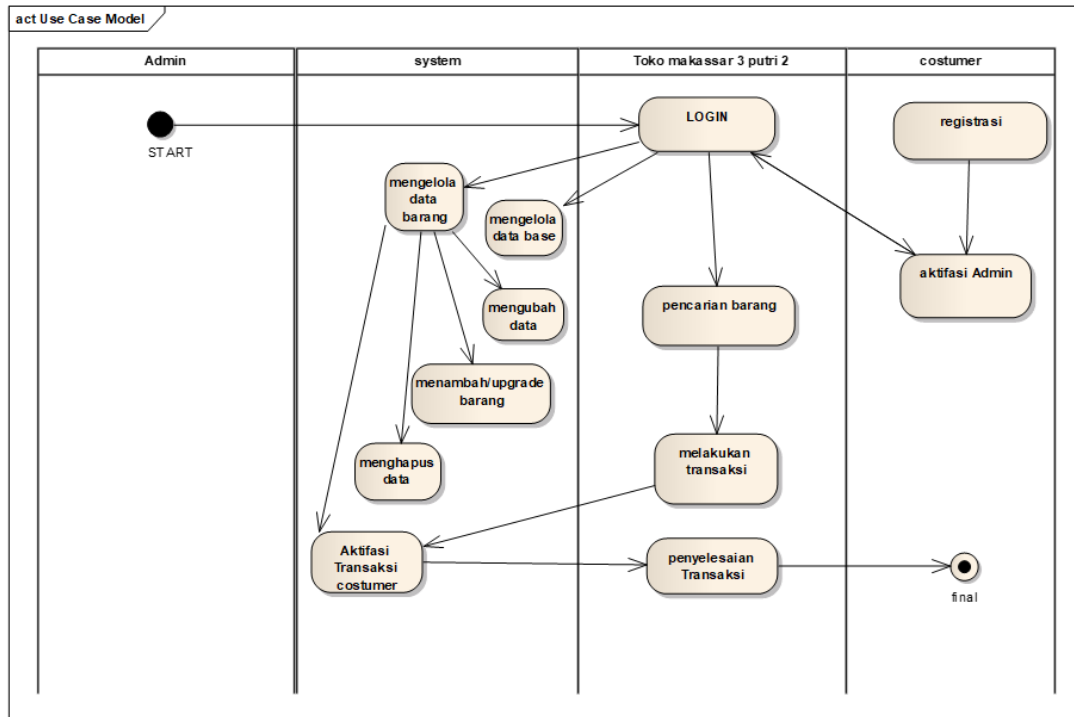 act Use Case Model
Admin
system
Toko makassar 3 putri 2
costumer
START
LOGIN
registrasi
mengelola
data
barang
mengelola
data base
aktifasi Admin
mengubah
data
pencarian barang
menambah/upgrade
barang
menghapus
data
melakukan
transaksi
Aktifasi
Transaksi
costumer
penyelesaian
Transaksi
final